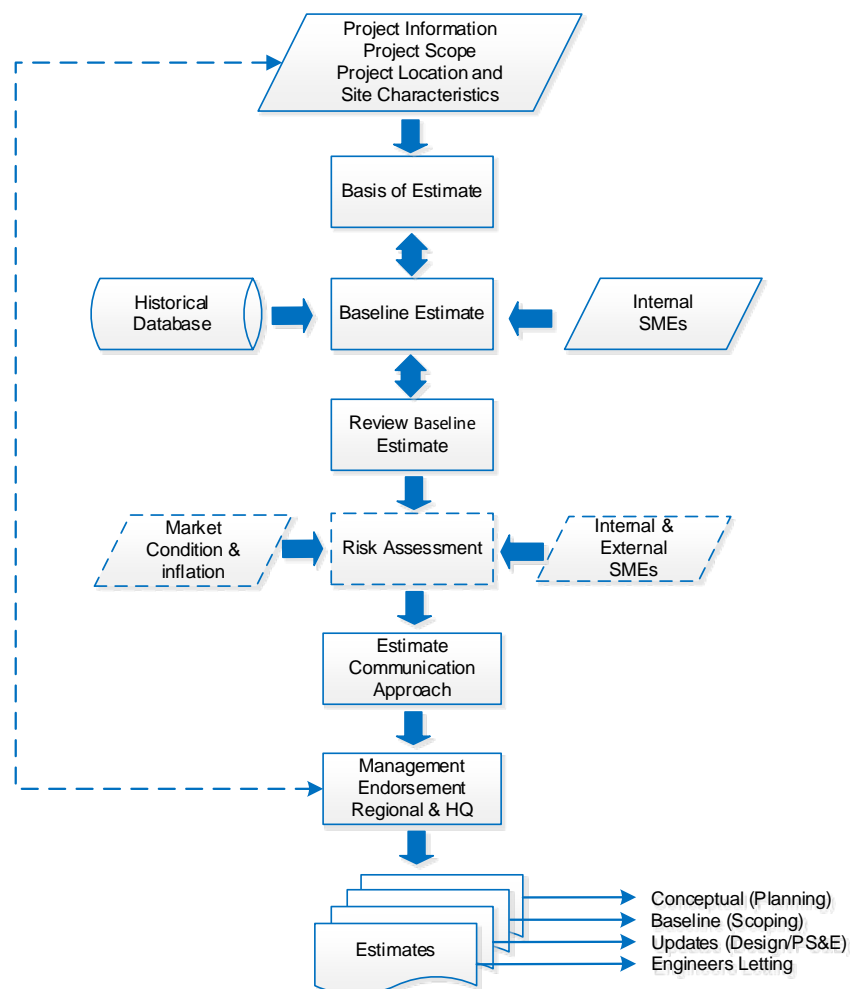 Project Information
Project Scope
Project Location and
Site Characteristics
Basis of Estimate
Historical
Database
Baseline Estimate
Internal
SMEs
Review Baseline
Estimate
Market
Condition &
inflation
Risk Assessment
Internal &
External
SMEs
Estimate
Communication
Approach
Management
Endorsement
Regional & HQ
Estimates
Conceptual (Planning)
Baseline (Scoping)
Updates (Design/PS&E)
Engineers Letting